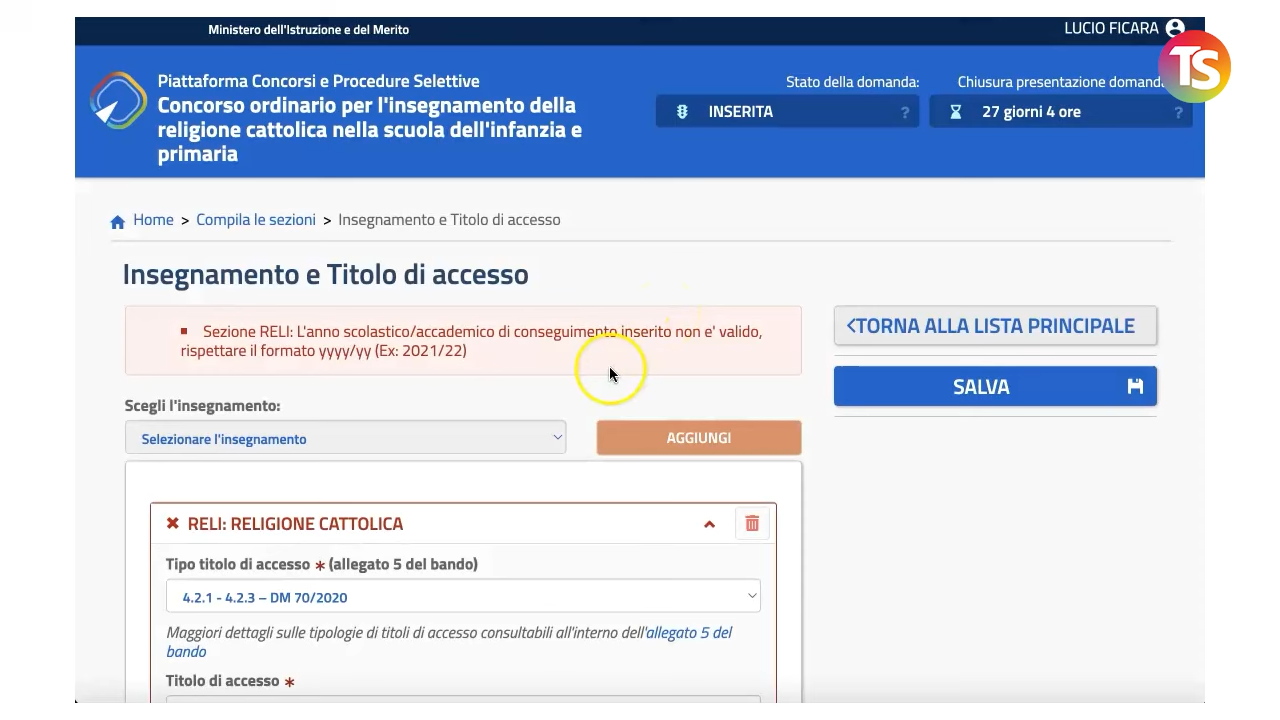 Ministero dell'Istruzione e del Merito
LUCIO FICARA
TS
Piattaforma Concorsi e Procedure Selettive
Concorso ordinario per l'insegnamento della
religione cattolica nella scuola dell'infanzia e
primaria
Stato della domanda:
INSERITA ?
Chiusura presentazione domanda
27 giorni 4 ore ?
Home > Compila le sezioni > Insegnamento e Titolo di accesso
Insegnamento e Titolo di accesso
Sezione RELI: L'anno scolastico/accademico di conseguimento inserito non e' valido,
rispettare il formato yyyy/yy (Ex: 2021/22)
<TORNA ALLA LISTA PRINCIPALE
SALVA
Scegli l'insegnamento:
Selezionare l'insegnamento
AGGIUNGI
RELI: RELIGIONE CATTOLICA
Tipo titolo di accesso * (allegato 5 del bando)
4.2.1 - 4.2.3 – DM 70/2020
Maggiori dettagli sulle tipologie di titoli di accesso consultabili all'interno dell'allegato 5 del
bando
Titolo di accesso *